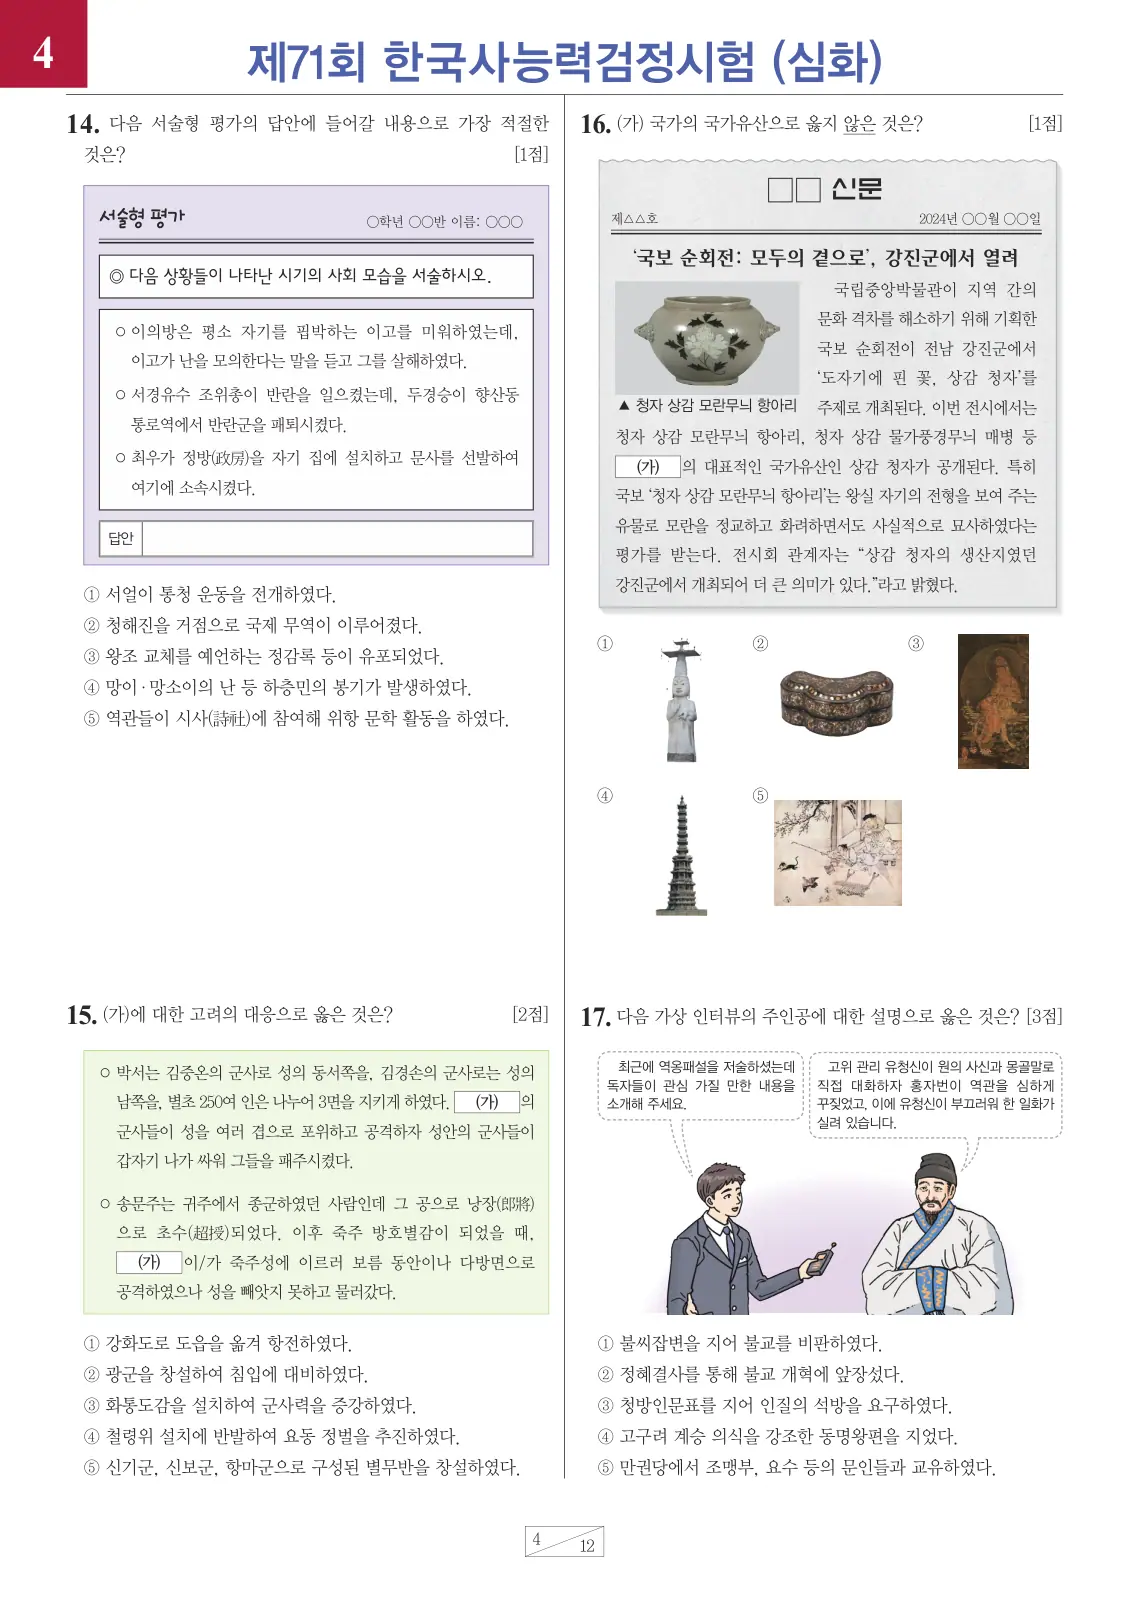 4
제71회 한국사능력검정시험 (심화)
14. 다음 서술형 평가의 답안에 들어갈 내용으로 가장 적절한
것은? [1점]
서술형 평가
○학년 ○○반 이름: ○○○
◎ 다음 상황들이 나타난 시기의 사회 모습을 서술하시오.
○ 이의방은 평소 자기를 핍박하는 이고를 미워하였는데,
이고가 난을 모의한다는 말을 듣고 그를 살해하였다.
○ 서경유수 조위총이 반란을 일으켰는데, 두경승이 향산동
통로역에서 반란군을 패퇴시켰다.
○ 최우가 정방(政房)을 자기 집에 설치하고 문사를 선발하여
여기에 소속시켰다.
답안
① 서얼이 통청 운동을 전개하였다.
② 청해진을 거점으로 국제 무역이 이루어졌다.
③ 왕조 교체를 예언하는 정감록 등이 유포되었다.
④ 망이·망소이의 난 등 하층민의 봉기가 발생하였다.
⑤ 역관들이 시사(詩社)에 참여해 위항 문학 활동을 하였다.
15. (가)에 대한 고려의 대응으로 옳은 것은? [2점]
○ 박서는 김중온의 군사로 성의 동서쪽을, 김경손의 군사로는 성의
남쪽을, 별초 250여 인은 나누어 3면을 지키게 하였다. (가) 의
군사들이 성을 여러 겹으로 포위하고 공격하자 성안의 군사들이
갑자기 나가 싸워 그들을 패주시켰다.
○ 송문주는 귀주에서 종군하였던 사람인데 그 공으로 낭장(郎將)
으로 초수(超授)되었다. 이후 죽주 방호별감이 되었을 때,
(가) 이/가 죽주성에 이르러 보름 동안이나 다방면으로
공격하였으나 성을 빼앗지 못하고 물러갔다.
① 강화도로 도읍을 옮겨 항전하였다.
② 광군을 창설하여 침입에 대비하였다.
③ 화통도감을 설치하여 군사력을 증강하였다.
④ 철령위 설치에 반발하여 요동 정벌을 추진하였다.
⑤ 신기군, 신보군, 항마군으로 구성된 별무반을 창설하였다.
16. (가) 국가의 국가유산으로 옳지 않은 것은? [1점]
□□ 신문
제△△호 2024년 ○○월 ○○일
‘국보 순회전: 모두의 곁으로’, 강진군에서 열려
국립중앙박물관이 지역 간의
문화 격차를 해소하기 위해 기획한
국보 순회전이 전남 강진군에서
‘도자기에 핀 꽃, 상감 청자’를
▲ 청자 상감 모란무늬 항아리
주제로 개최된다. 이번 전시에서는
청자 상감 모란무늬 항아리, 청자 상감 물가풍경무늬 매병 등
(가) 의 대표적인 국가유산인 상감 청자가 공개된다. 특히
국보 ‘청자 상감 모란무늬 항아리’는 왕실 자기의 전형을 보여 주는
유물로 모란을 정교하고 화려하면서도 사실적으로 묘사하였다는
평가를 받는다. 전시회 관계자는 “상감 청자의 생산지였던
강진군에서 개최되어 더 큰 의미가 있다.”라고 밝혔다.
① ② ③
④ ⑤
17. 다음 가상 인터뷰의 주인공에 대한 설명으로 옳은 것은? [3점]
최근에 역옹패설을 저술하셨는데
독자들이 관심 가질 만한 내용을
소개해 주세요.
고위 관리 유청신이 원의 사신과 몽골말로
직접 대화하자 홍자번이 역관을 심하게
꾸짖었고, 이에 유청신이 부끄러워 한 일화가
실려 있습니다.
① 불씨잡변을 지어 불교를 비판하였다.
② 정혜결사를 통해 불교 개혁에 앞장섰다.
③ 청방인문표를 지어 인질의 석방을 요구하였다.
④ 고구려 계승 의식을 강조한 동명왕편을 지었다.
⑤ 만권당에서 조맹부, 요수 등의 문인들과 교유하였다.
4
12